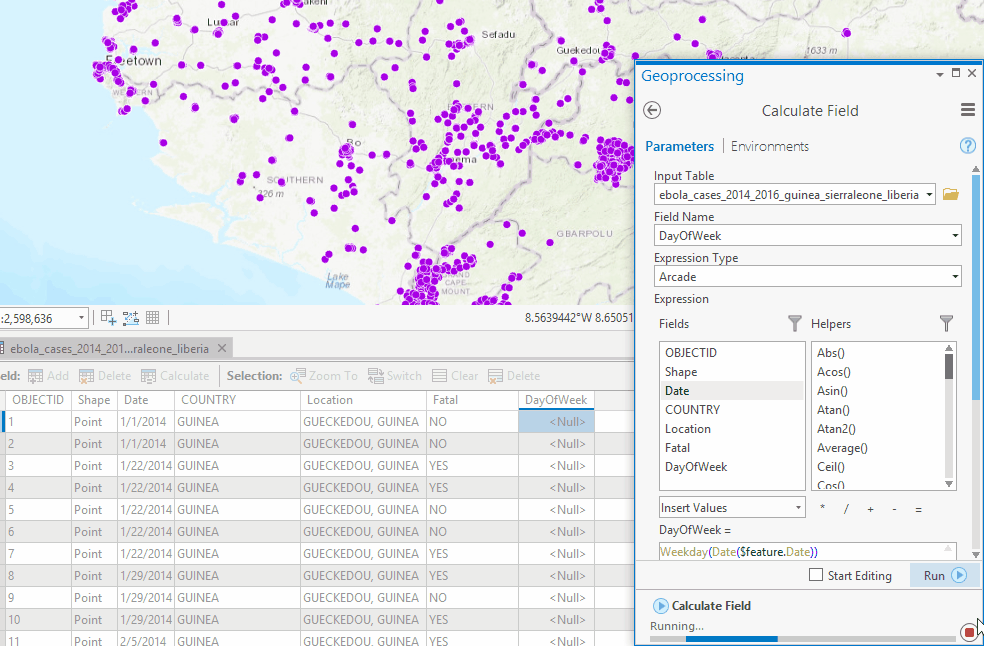 Lunsar
Sefadu
Guekedou
1633 m
Freetown
WESTERN
EASTERN
Bo
Kenema
SOUTHERN
326 m
GBARPOLU
Lake
Mape
GRAND
CAPE
MOUNT
:2,598,636
8.5639442°W 8.65051
ebola_cases_2014_201...raleone_liberia
eld: Add Delete Calculate Selection: Zoom To Switch Clear Delete
OBJECTID Shape Date COUNTRY Location Fatal DayOfWeek
1 Point 1/1/2014 GUINEA GUECKEDOU, GUINEA NO <Null>
2 Point 1/1/2014 GUINEA GUECKEDOU, GUINEA NO <Null>
3 Point 1/22/2014 GUINEA GUECKEDOU, GUINEA YES <Null>
4 Point 1/22/2014 GUINEA GUECKEDOU, GUINEA YES <Null>
5 Point 1/22/2014 GUINEA GUECKEDOU, GUINEA NO <Null>
6 Point 1/22/2014 GUINEA GUECKEDOU, GUINEA NO <Null>
7 Point 1/22/2014 GUINEA GUECKEDOU, GUINEA YES <Null>
8 Point 1/29/2014 GUINEA GUECKEDOU, GUINEA YES <Null>
9 Point 1/29/2014 GUINEA GUECKEDOU, GUINEA NO <Null>
10 Point 1/29/2014 GUINEA GUECKEDOU, GUINEA YES <Null>
11 Point 2/5/2014 GUINEA GUECKEDOU, GUINEA YES <Null>
Geoprocessing
Calculate Field
Parameters Environments
Input Table
ebola_cases_2014_2016_guinea_sierraleone_liberia
Field Name
DayOfWeek
Expression Type
Arcade
Expression
Fields Helpers
OBJECTID Abs()
Shape Acos()
Date Asin()
COUNTRY Atan()
Location Atan2()
Fatal Average()
DayOfWeek Ceil()
Cos()
Insert Values * / + - =
DayOfWeek =
Weekday(Date($feature.Date))
Start Editing Run
Calculate Field
Running...